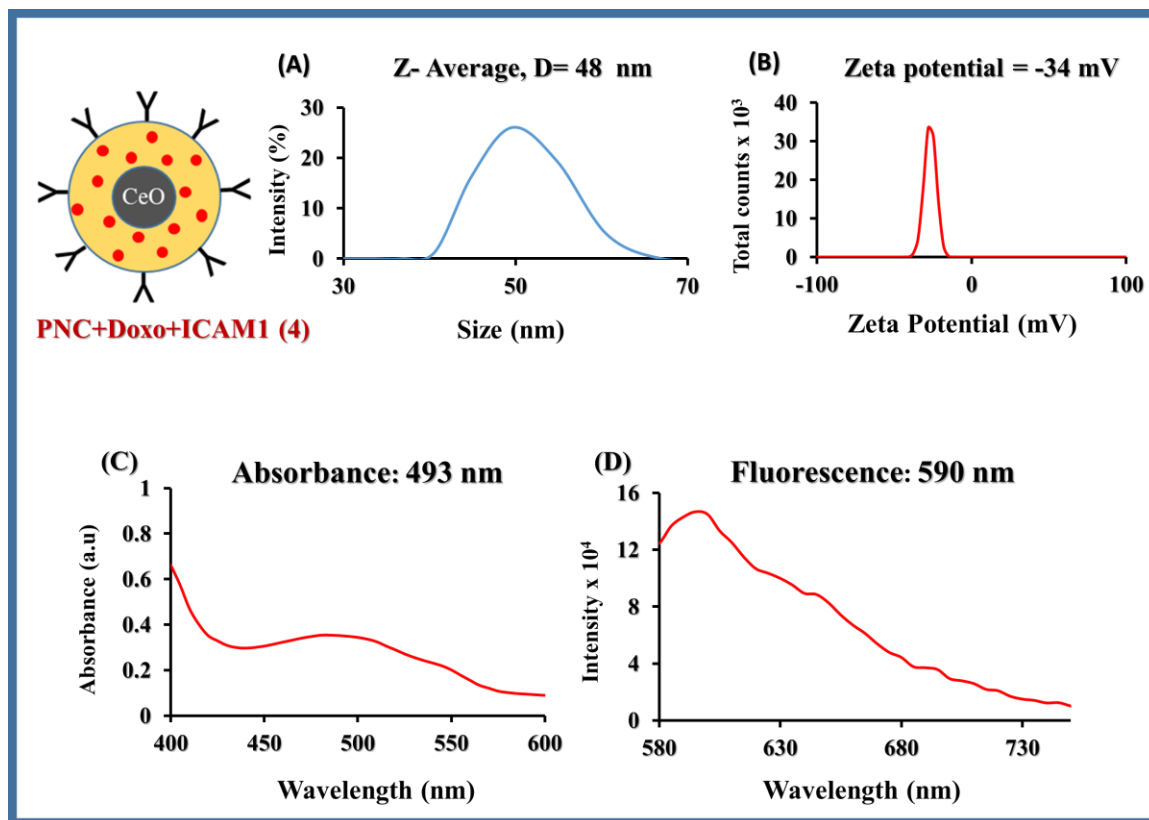 (A)
Z- Average, D= 48 nm
Intensity (%)
30
20
10
0
30 50 70
Size (nm)
(B)
Zeta potential = -34 mV
Total counts x 10³
40
30
20
10
0
-100 0 100
Zeta Potential (mV)
CeO
PNC+Doxo+ICAM1 (4)
(C)
Absorbance: 493 nm
Absorbance (a.u)
1
0.8
0.6
0.4
0.2
0
400 450 500 550 600
Wavelength (nm)
(D)
Fluorescence: 590 nm
Intensity x 10⁴
16
12
8
4
0
580 630 680 730
Wavelength (nm)